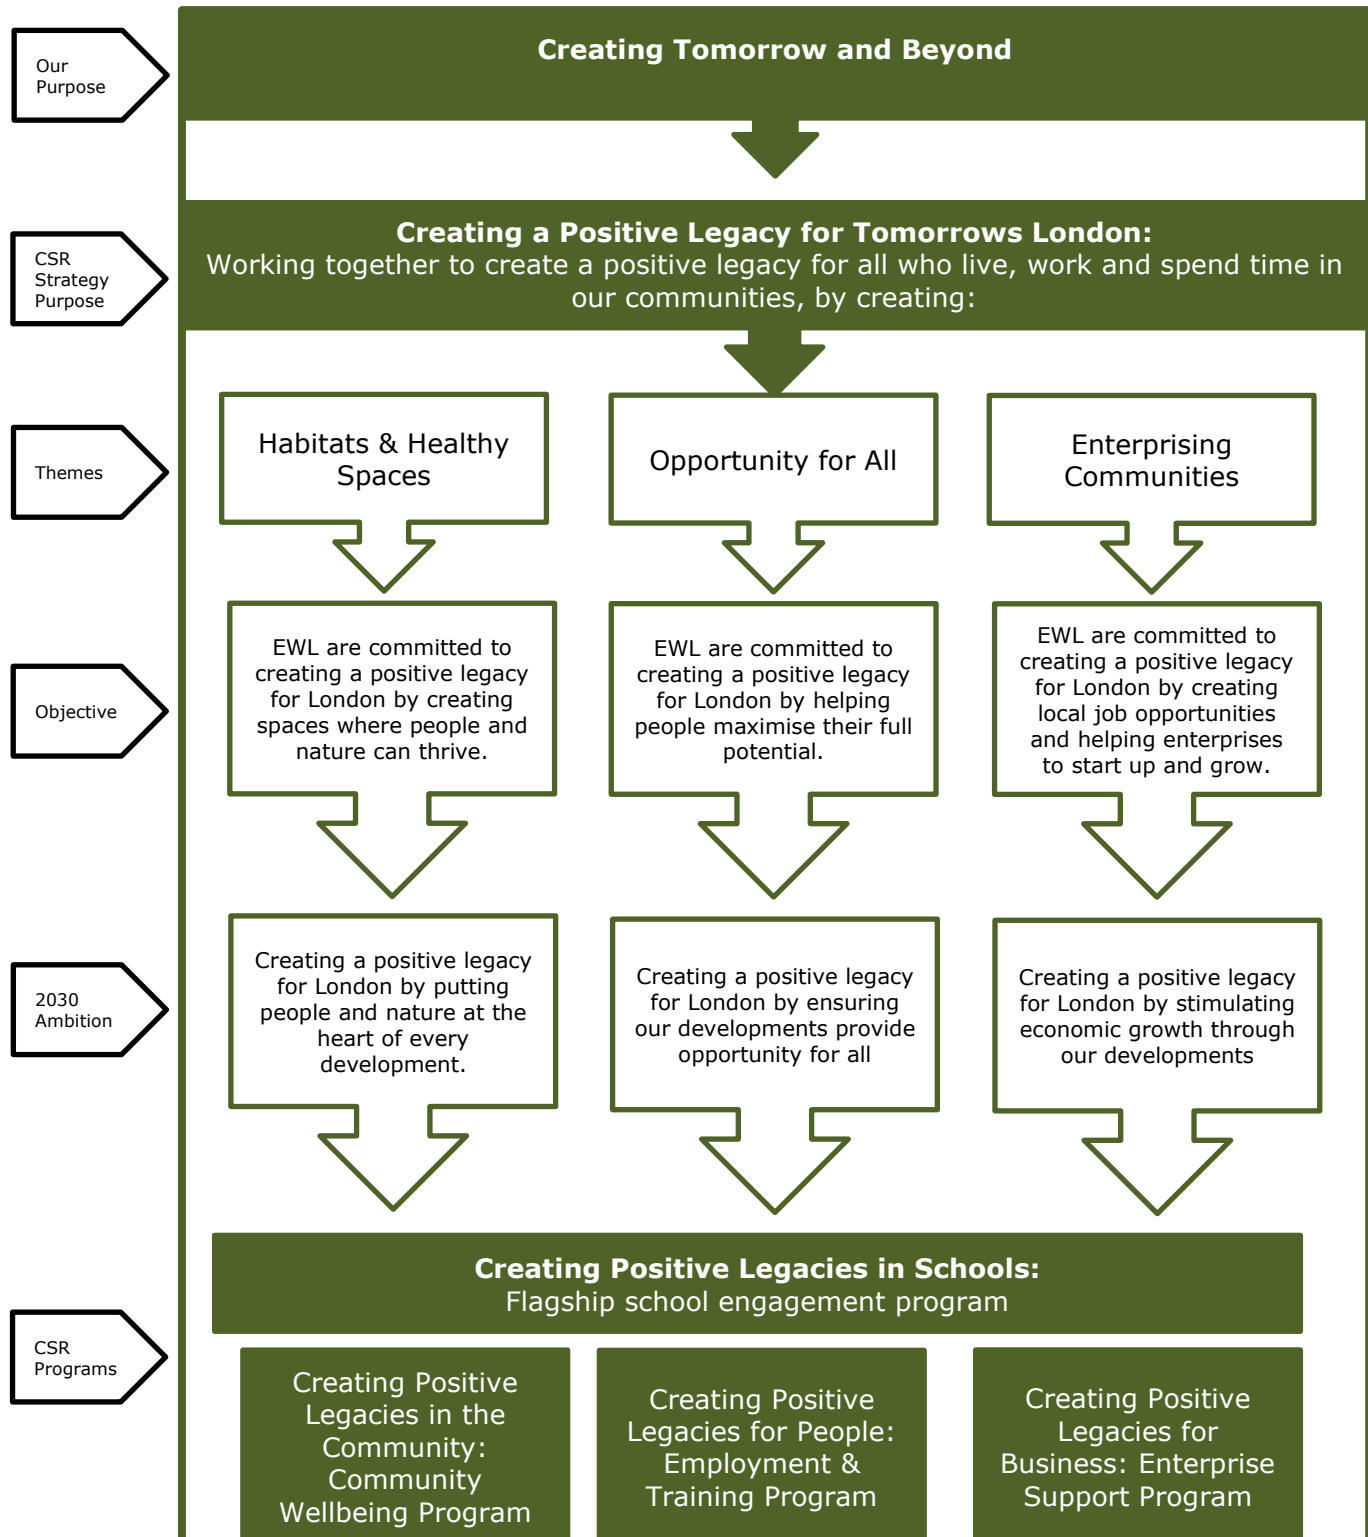 Our
Purpose
Creating Tomorrow and Beyond
CSR
Strategy
Purpose
Creating a Positive Legacy for Tomorrows London:
Working together to create a positive legacy for all who live, work and spend time in
our communities, by creating:
Themes
Habitats & Healthy
Spaces
Opportunity for All
Enterprising
Communities
Objective
EWL are committed to
creating a positive legacy
for London by creating
spaces where people and
nature can thrive.
EWL are committed to
creating a positive legacy
for London by helping
people maximise their full
potential.
EWL are committed to
creating a positive legacy
for London by creating
local job opportunities
and helping enterprises
to start up and grow.
2030
Ambition
Creating a positive legacy
for London by putting
people and nature at the
heart of every
development.
Creating a positive legacy
for London by ensuring
our developments provide
opportunity for all
Creating a positive legacy
for London by stimulating
economic growth through
our developments
CSR
Programs
Creating Positive Legacies in Schools:
Flagship school engagement program
Creating Positive
Legacies in the
Community:
Community
Wellbeing Program
Creating Positive
Legacies for People:
Employment &
Training Program
Creating Positive
Legacies for
Business: Enterprise
Support Program